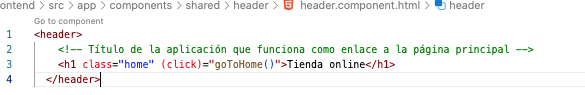 ontend > src > app > components > shared > header > header.component.html > header
Go to component
1 <header>
2 <!-- Título de la aplicación que funciona como enlace a la página principal -->
3 <h1 class="home" (click)="goToHome()">Tienda online</h1>
4 </header>